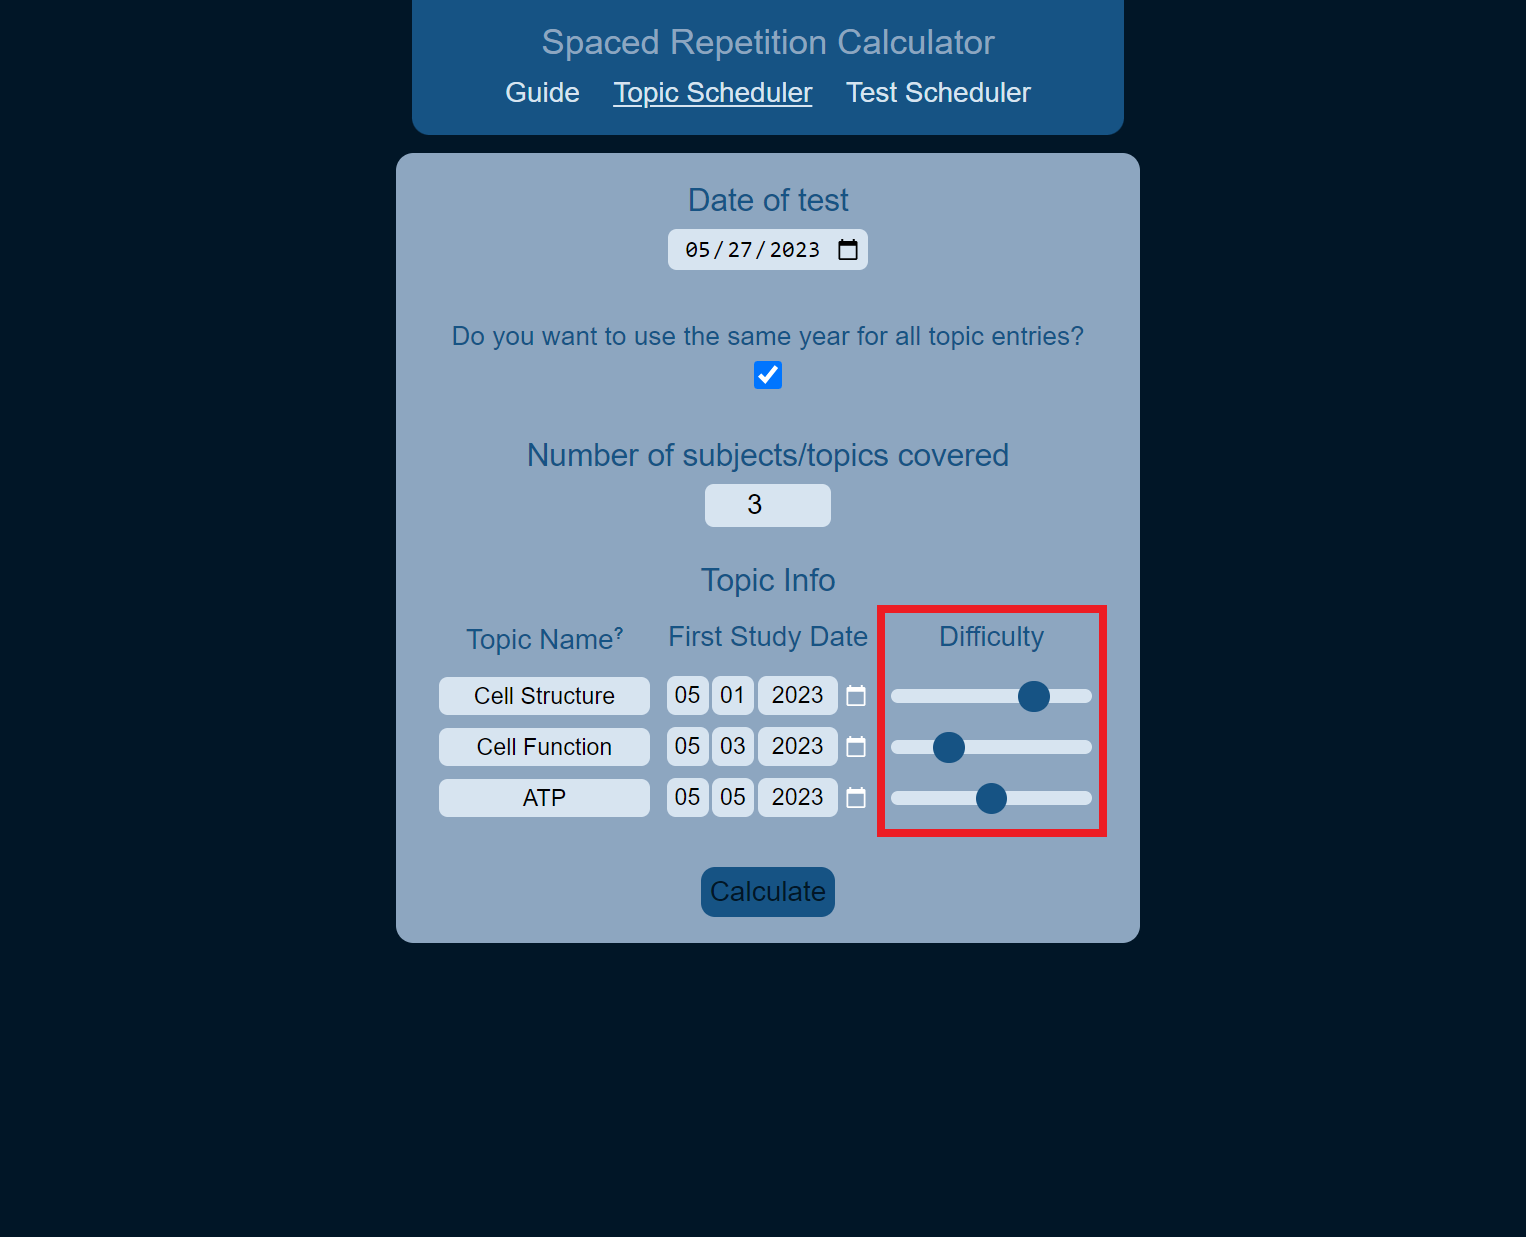 Spaced Repetition Calculator
Guide Topic Scheduler Test Scheduler
Date of test
05/27/2023
Do you want to use the same year for all topic entries?
Number of subjects/topics covered
3
Topic Info
Topic Name? First Study Date Difficulty
Cell Structure 05 01 2023
Cell Function 05 03 2023
ATP 05 05 2023
Calculate